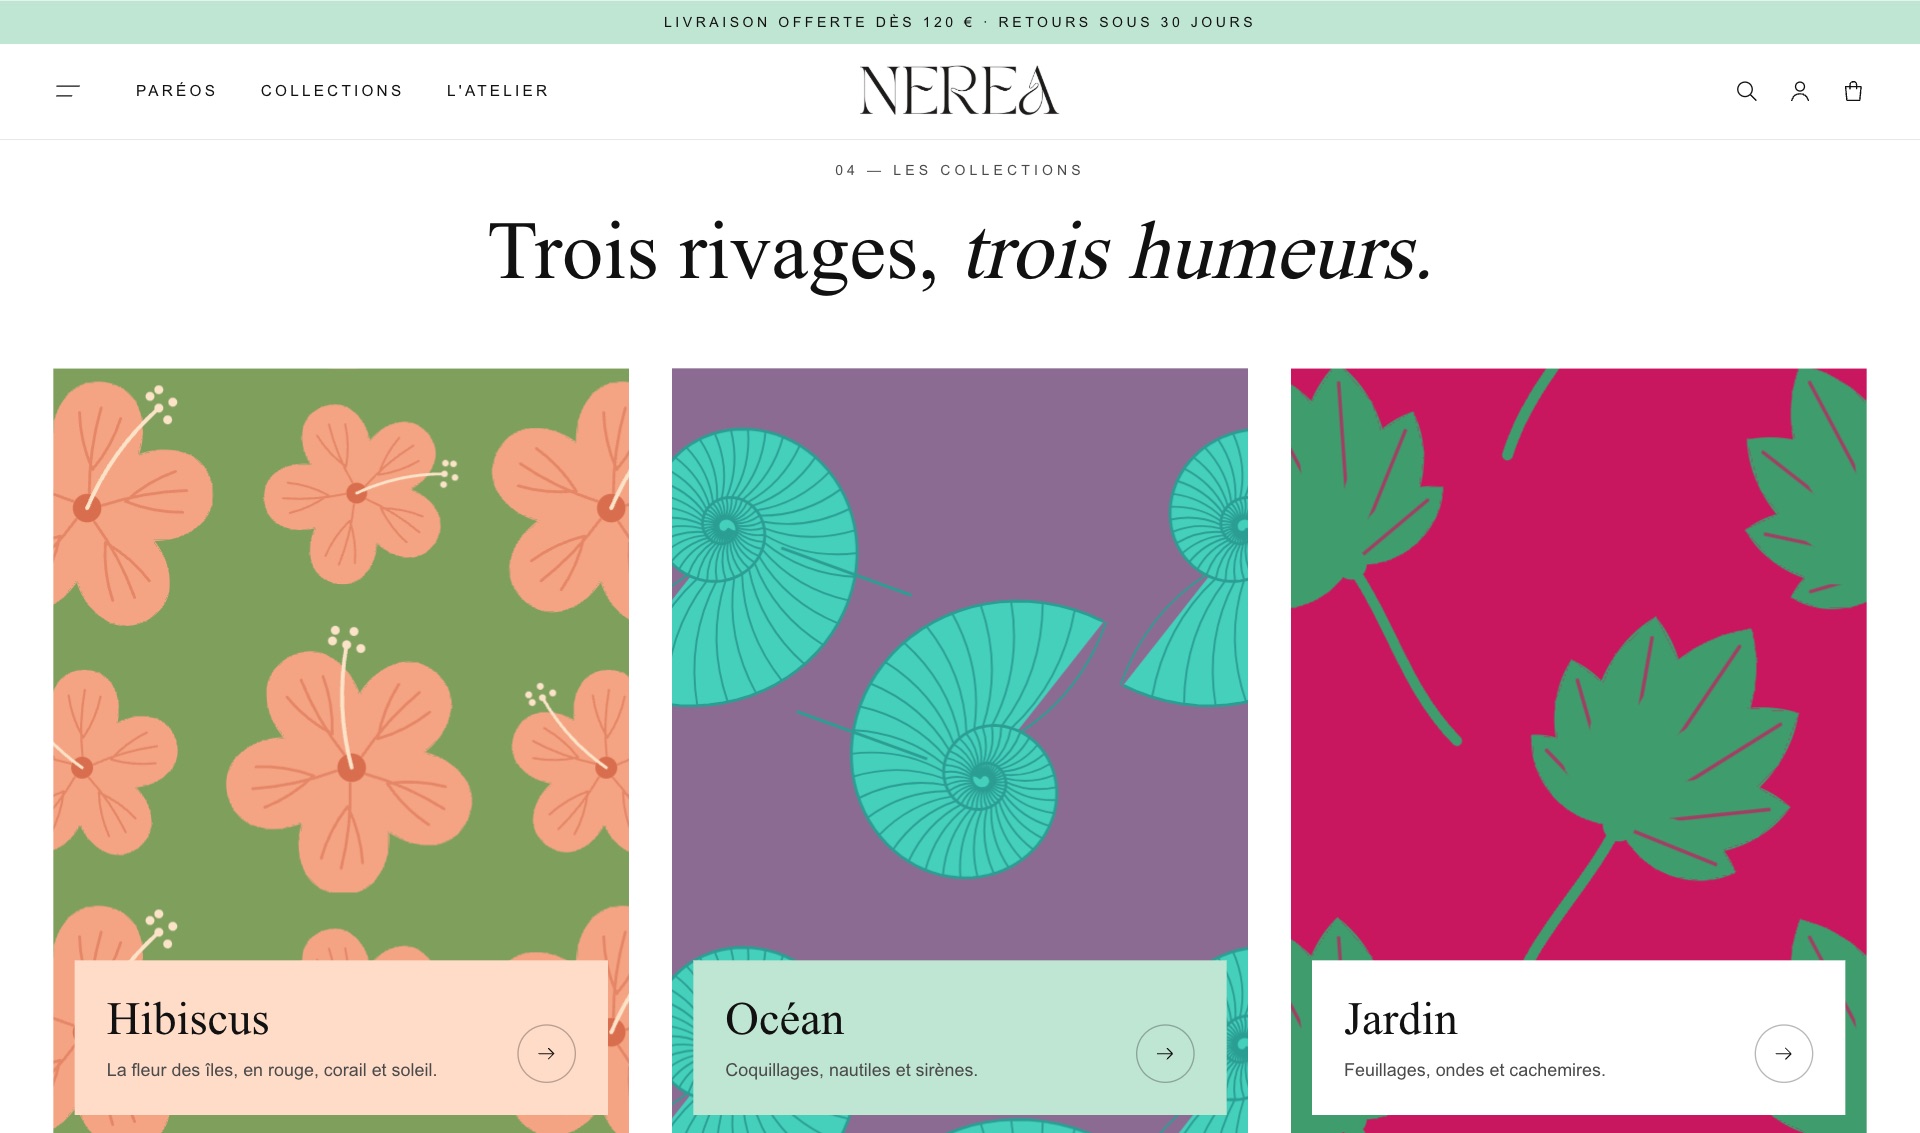 LIVRAISON OFFERTE DÈS 120 € · RETOURS SOUS 30 JOURS
PARÉOS COLLECTIONS L'ATELIER NEREA
04 — LES COLLECTIONS
Trois rivages, trois humeurs.
Hibiscus
La fleur des îles, en rouge, corail et soleil.
Océan
Coquillages, nautiles et sirènes.
Jardin
Feuillages, ondes et cachemires.